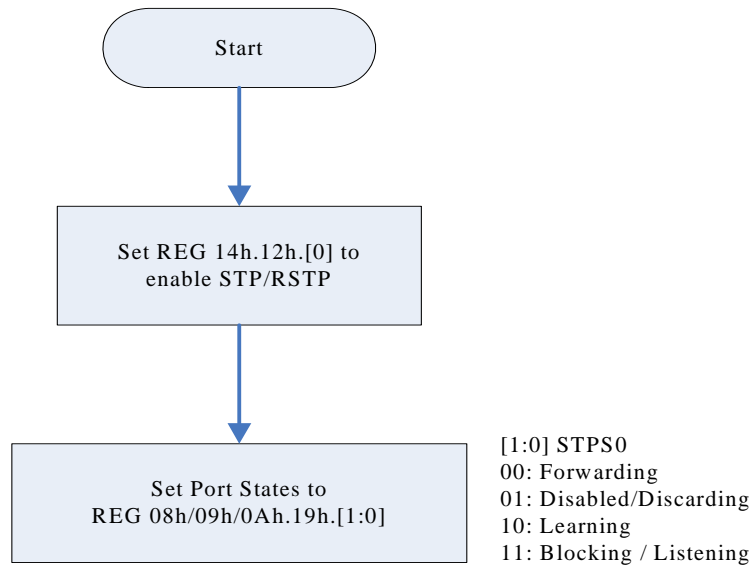 Start
Set REG 14h.12h.[0] to
enable STP/RSTP
Set Port States to
REG 08h/09h/0Ah.19h.[1:0]
[1:0] STPS0
00: Forwarding
01: Disabled/Discarding
10: Learning
11: Blocking / Listening